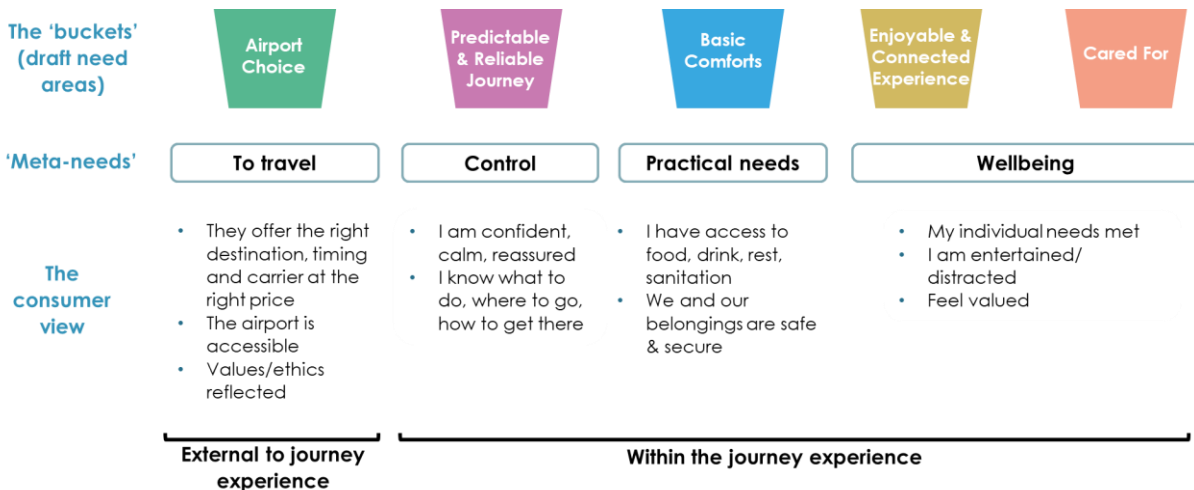 The 'buckets'
(draft need
areas)
Airport
Choice
Predictable
& Reliable
Journey
Basic
Comforts
Enjoyable &
Connected
Experience
Cared For
'Meta-needs'
To travel
Control
Practical needs
Wellbeing
The
consumer
view
• They offer the right
destination, timing
and carrier at the
right price
• The airport is
accessible
• Values/ethics
reflected
• I am confident,
calm, reassured
• I know what to
do, where to go,
how to get there
• I have access to
food, drink, rest,
sanitation
• We and our
belongings are safe
& secure
• My individual needs met
• I am entertained/
distracted
• Feel valued
External to journey
experience
Within the journey experience